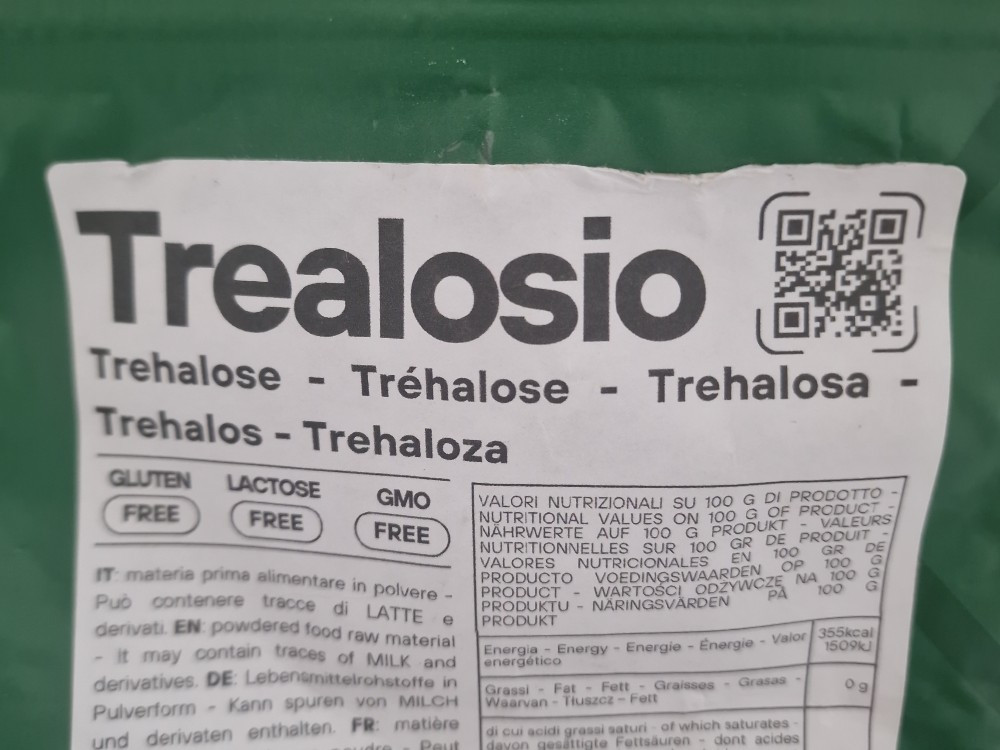 Trealosio
Trehalose - Tréhalose - Trehalosa -
Trehalos - Trehaloza
GLUTEN
FREE
LACTOSE
FREE
GMO
FREE
IT: materia prima alimentare in polvere -
Può contenere tracce di LATTE e
derivati. EN: powdered food raw material
- It may contain traces of MILK and
derivatives. DE: Lebensmittelrohstoffe in
Pulverform - Kann spuren von MILCH
und derivaten enthalten. FR: matière
poudre - Peut
VALORI NUTRIZIONALI SU 100 G DI PRODOTTO -
NUTRITIONAL VALUES ON 100 G OF PRODUCT -
NÄHRWERTE AUF 100 G PRODUKT - VALEURS
NUTRITIONNELLES SUR 100 GR DE PRODUIT -
VALORES NUTRICIONALES EN 100 GR DE
PRODUCTO VOEDINGSWAARDEN OP 100 G
PRODUCT - WARTOŚCI ODŻYWCZE NA 100 G
PRODUKTU - NÄRINGSVÄRDEN PÅ 100 G
PRODUKT
Energia - Energy - Energie - Énergie - Valor
energético
355kcal
1509kJ
Grassi - Fat - Fett - Graisses - Grasas -
Waarvan - Tłuszcz - Fett
0 g
di cui acidi grassi saturi - of which saturates -
davon gesättigte Fettsäuren - dont acides